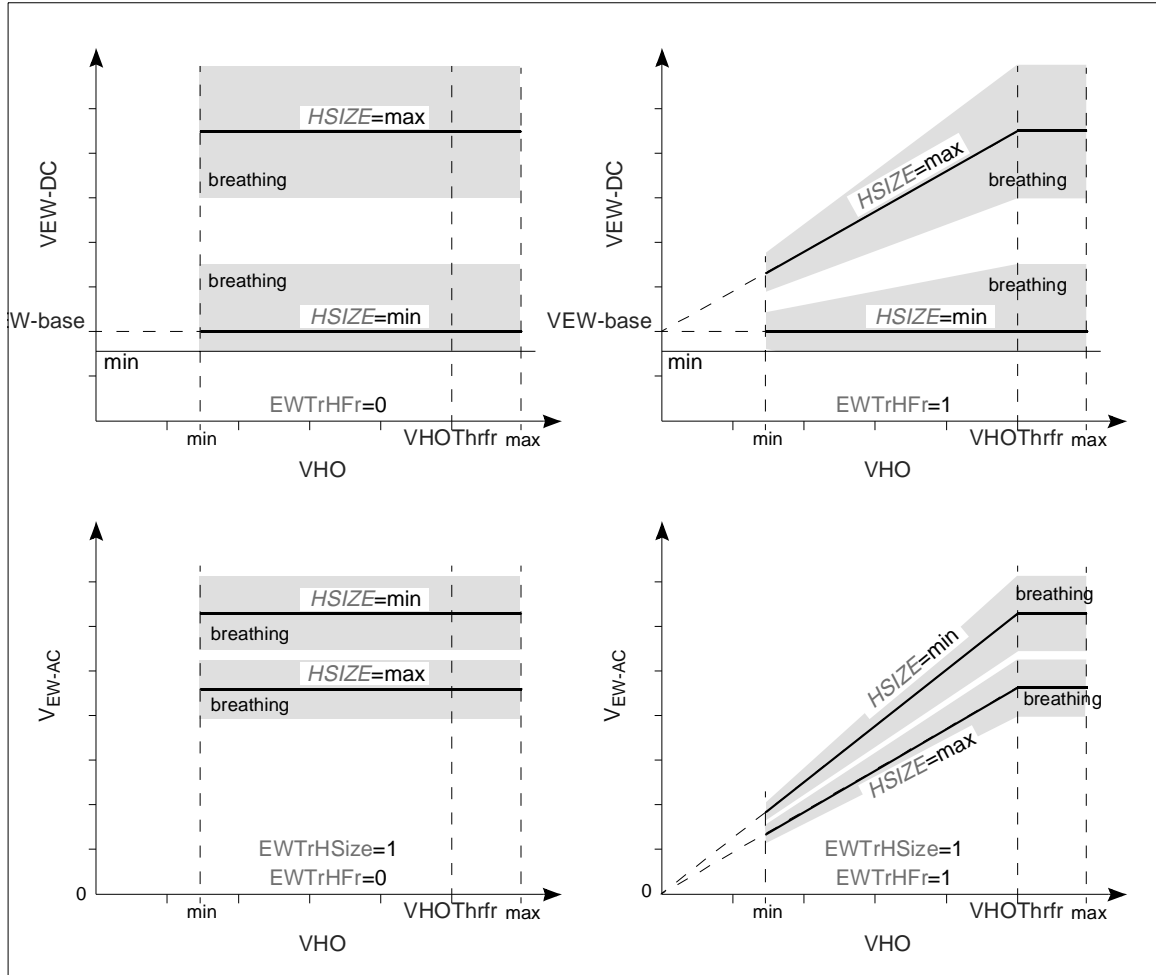 VEW-DC
HSIZE=max
breathing
breathing
HSIZE=min
EW-base
min
EWTrHFr=0
min
VHOThrfr
max
VHO
VEW-DC
HSIZE=max
breathing
breathing
HSIZE=min
VEW-base
min
EWTrHFr=1
min
VHOThrfr
max
VHO
VEW-AC
HSIZE=min
breathing
HSIZE=max
breathing
EWTrHSize=1
EWTrHFr=0
0
min
VHOThrfr
max
VHO
VEW-AC
breathing
HSIZE=min
breathing
HSIZE=max
EWTrHSize=1
EWTrHFr=1
0
min
VHOThrfr
max
VHO